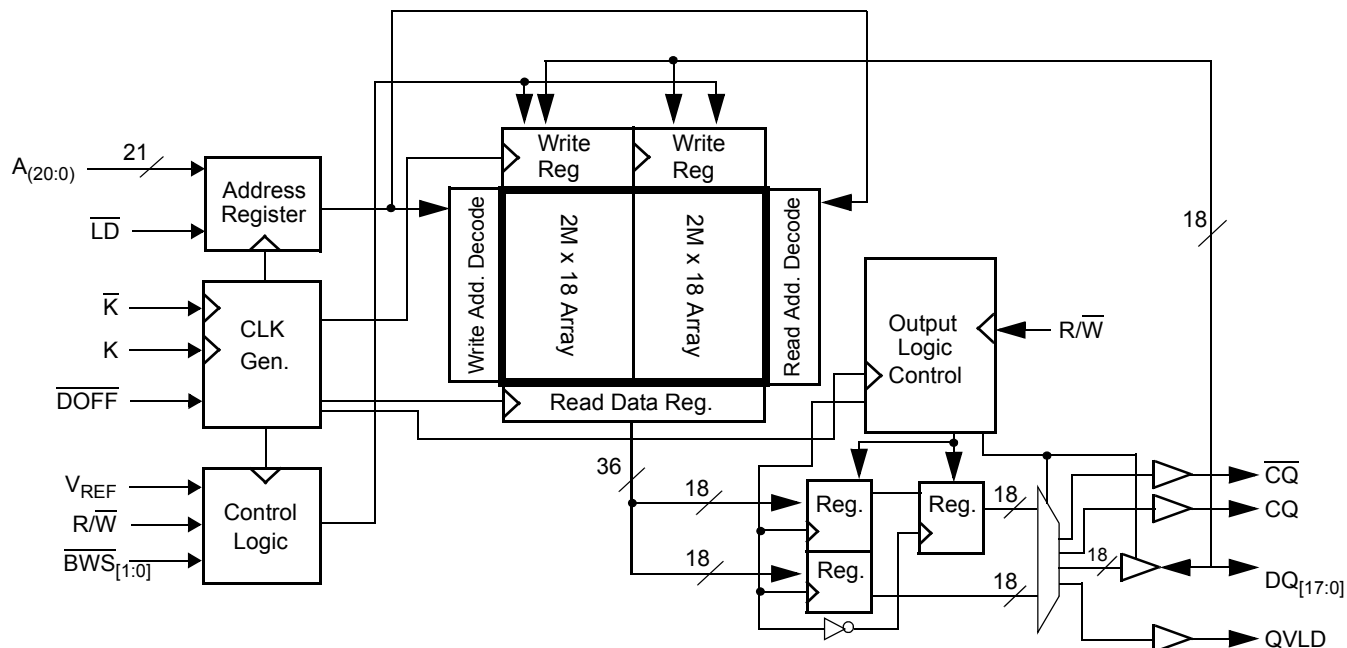 A(20:0)
21
LD
Address
Register
K
K
DOFF
CLK
Gen.
VREF
R/W
BWS[1:0]
Control
Logic
Write
Reg
Write
Reg
Write Add. Decode
2M x 18 Array
2M x 18 Array
Read Add. Decode
Read Data Reg.
36
18
18
Output
Logic
Control
R/W
18
Reg.
Reg.
Reg.
18
18
18
CQ
CQ
DQ[17:0]
QVLD